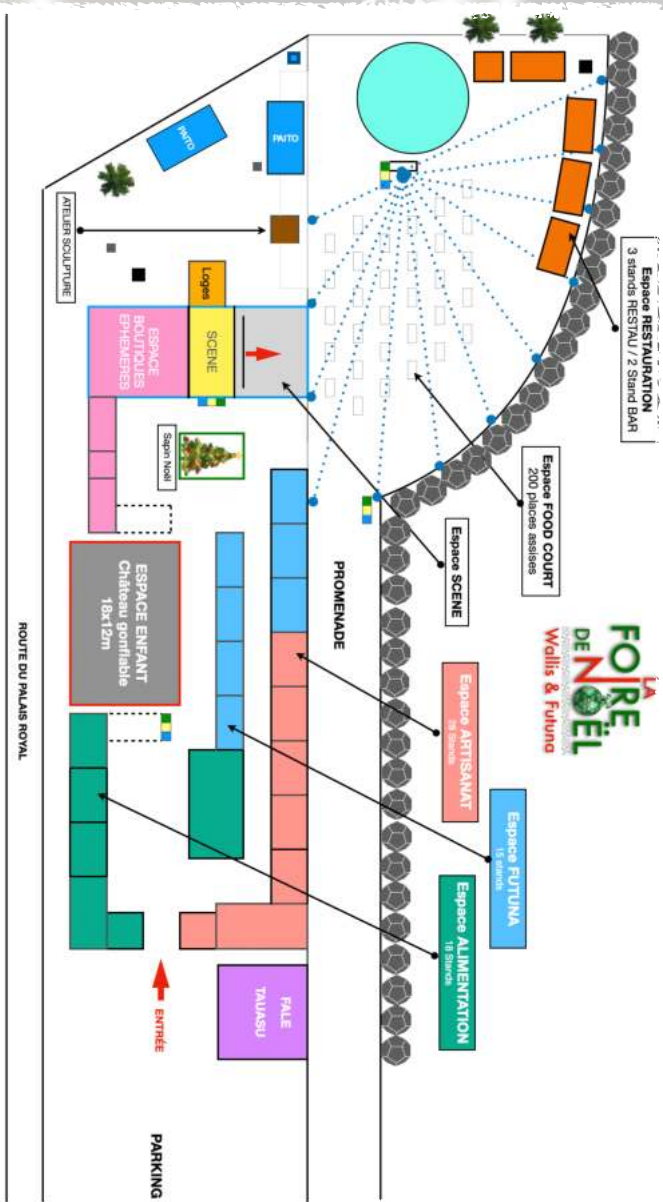 LA
FOIRE
DE NOËL
Wallis & Futuna
Espace RESTAURATION
3 stands RESTAU / 2 Stand BAR
Espace FOOD COURT
200 places assises
Espace SCENE
Espace ARTISANAT
Stands
Espace FUTUNA
15 stands
Espace ALIMENTATION
18 Stands
PROMENADE
PAITO
PAITO
ATELIER SCULPTURE
Loges
SCENE
ESPACE
BOUTIQUES
EPHEMERES
Sapin Noël
ESPACE ENFANT
Château gonflable
18x12m
FALE
TAUASU
ENTRÉE
PARKING
ROUTE DU PALAIS ROYAL